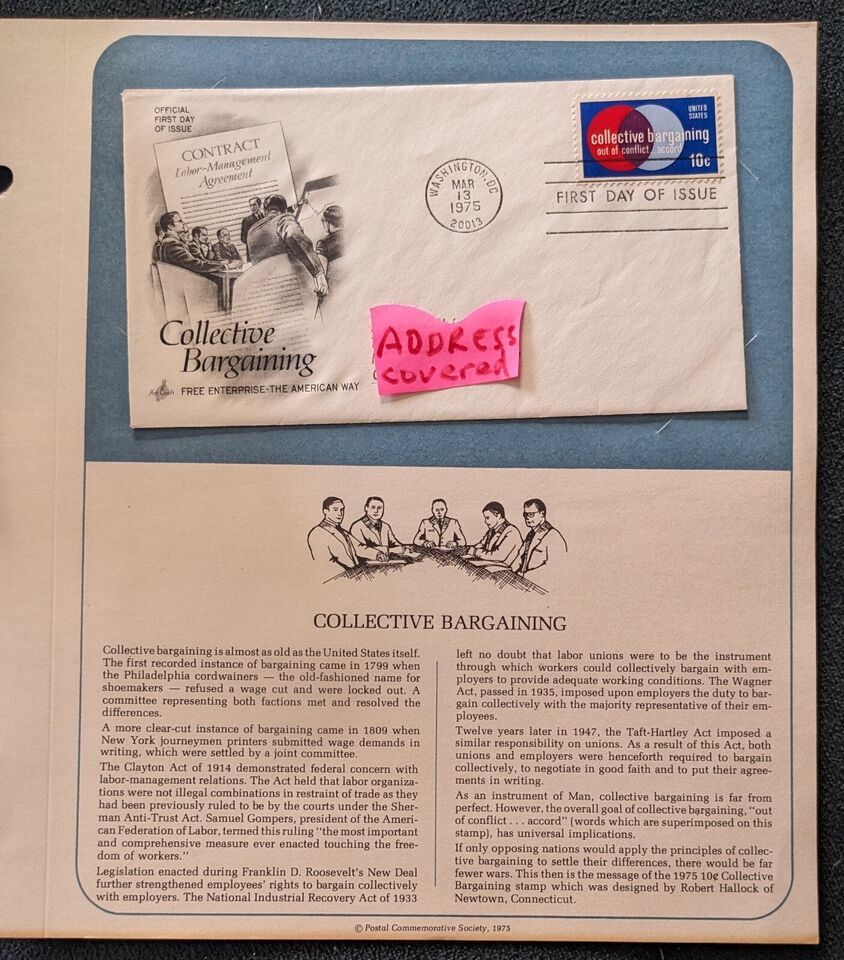 OFFICIAL
FIRST DAY
OF ISSUE
CONTRACT
Labor-Management
Agreement
Collective
Bargaining
Art Craft
FREE ENTERPRISE-THE AMERICAN WAY
WASHINGTON, DC
MAR
13
1975
20013
UNITED
STATES
collective bargaining
out of conflict...accord
10c
FIRST DAY OF ISSUE
ADDRESS
covered
COLLECTIVE BARGAINING
Collective bargaining is almost as old as the United States itself.
The first recorded instance of bargaining came in 1799 when
the Philadelphia cordwainers — the old-fashioned name for
shoemakers — refused a wage cut and were locked out. A
committee representing both factions met and resolved the
differences.
A more clear-cut instance of bargaining came in 1809 when
New York journeymen printers submitted wage demands in
writing, which were settled by a joint committee.
The Clayton Act of 1914 demonstrated federal concern with
labor-management relations. The Act held that labor organiza-
tions were not illegal combinations in restraint of trade as they
had been previously ruled to be by the courts under the Sher-
man Anti-Trust Act. Samuel Gompers, president of the Ameri-
can Federation of Labor, termed this ruling "the most important
and comprehensive measure ever enacted touching the free-
dom of workers."
Legislation enacted during Franklin D. Roosevelt's New Deal
further strengthened employees' rights to bargain collectively
with employers. The National Industrial Recovery Act of 1933
left no doubt that labor unions were to be the instrument
through which workers could collectively bargain with em-
ployers to provide adequate working conditions. The Wagner
Act, passed in 1935, imposed upon employers the duty to bar-
gain collectively with the majority representative of their em-
ployees.
Twelve years later in 1947, the Taft-Hartley Act imposed a
similar responsibility on unions. As a result of this Act, both
unions and employers were henceforth required to bargain
collectively, to negotiate in good faith and to put their agree-
ments in writing.
As an instrument of Man, collective bargaining is far from
perfect. However, the overall goal of collective bargaining, "out
of conflict . . . accord" (words which are superimposed on this
stamp), has universal implications.
If only opposing nations would apply the principles of collec-
tive bargaining to settle their differences, there would be far
fewer wars. This then is the message of the 1975 10¢ Collective
Bargaining stamp which was designed by Robert Hallock of
Newtown, Connecticut.
© Postal Commemorative Society, 1975